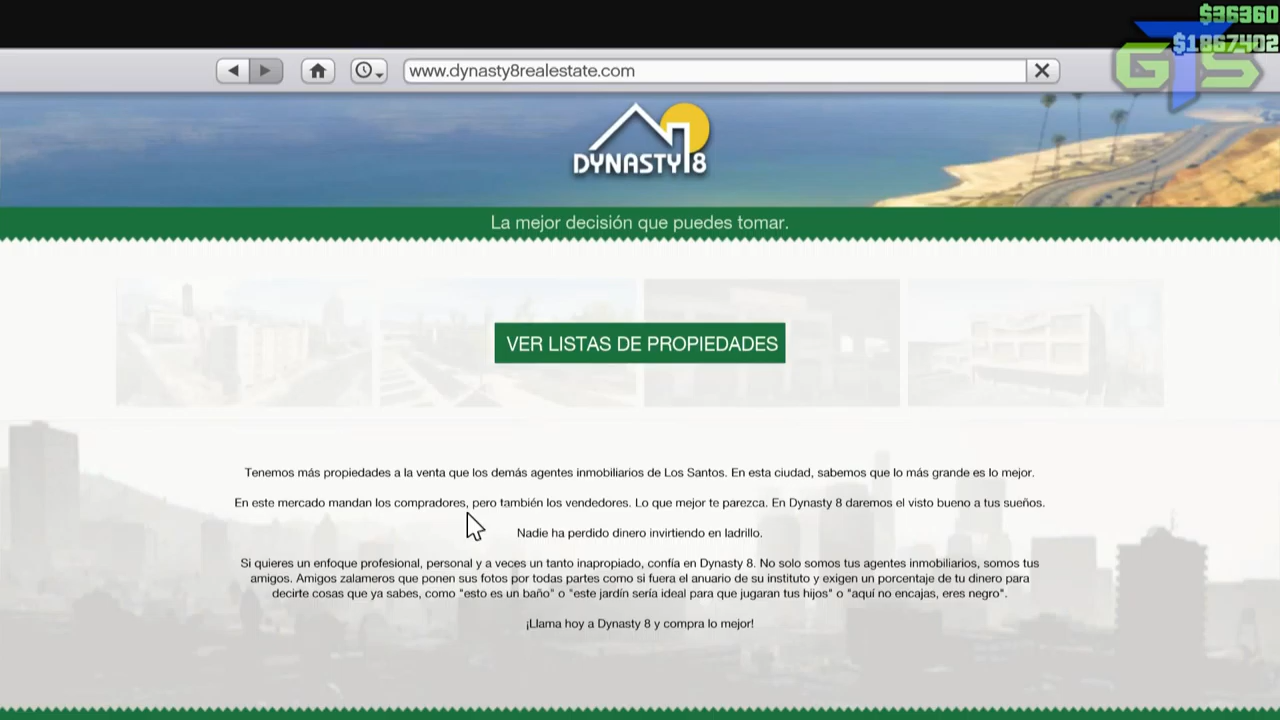 $36360
$1867402
GTS
www.dynasty8realestate.com
DYNASTY8
La mejor decisión que puedes tomar.
VER LISTAS DE PROPIEDADES
Tenemos más propiedades a la venta que los demás agentes inmobiliarios de Los Santos. En esta ciudad, sabemos que lo más grande es lo mejor.
En este mercado mandan los compradores, pero también los vendedores. Lo que mejor te parezca. En Dynasty 8 daremos el visto bueno a tus sueños.
Nadie ha perdido dinero invirtiendo en ladrillo.
Si quieres un enfoque profesional, personal y a veces un tanto inapropiado, confía en Dynasty 8. No solo somos tus agentes inmobiliarios, somos tus
amigos. Amigos zalameros que ponen sus fotos por todas partes como si fuera el anuario de su instituto y exigen un porcentaje de tu dinero para
decirte cosas que ya sabes, como "esto es un baño" o "este jardín sería ideal para que jugaran tus hijos" o "aquí no encajas, eres negro".
¡Llama hoy a Dynasty 8 y compra lo mejor!